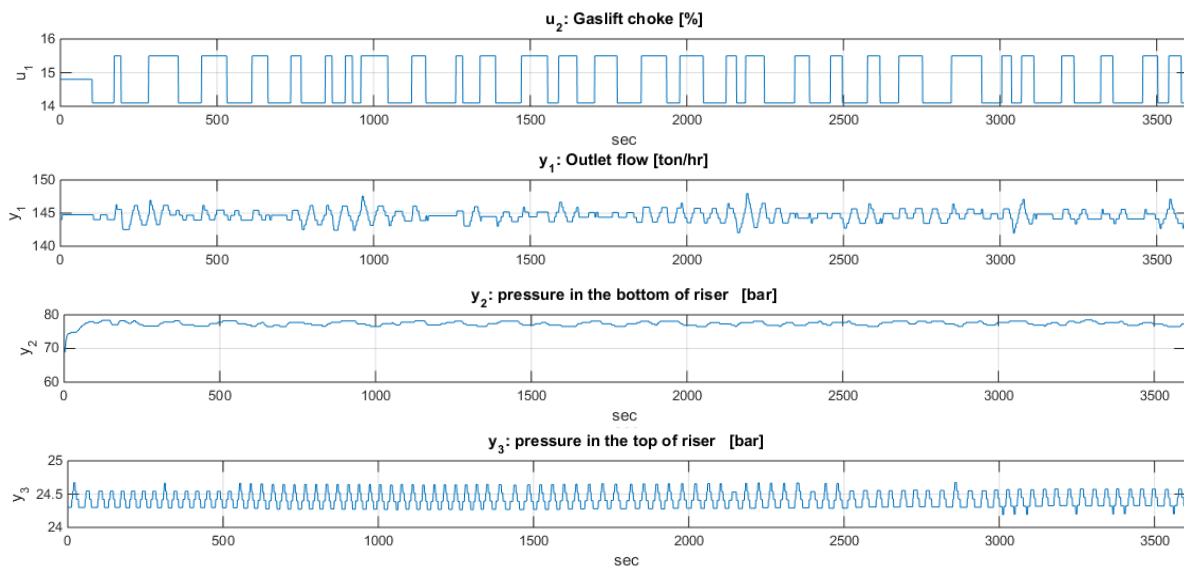 u₂: Gaslift choke [%]
16
15
14
u₁
0 500 1000 1500 2000 2500 3000 3500
sec
y₁: Outlet flow [ton/hr]
150
145
140
y₁
0 500 1000 1500 2000 2500 3000 3500
y₂: pressure in the bottom of riser [bar]
80
70
60
y₂
0 500 1000 1500 2000 2500 3000 3500
sec
y₃: pressure in the top of riser [bar]
25
24.5
24
y₃
0 500 1000 1500 2000 2500 3000 3500
sec